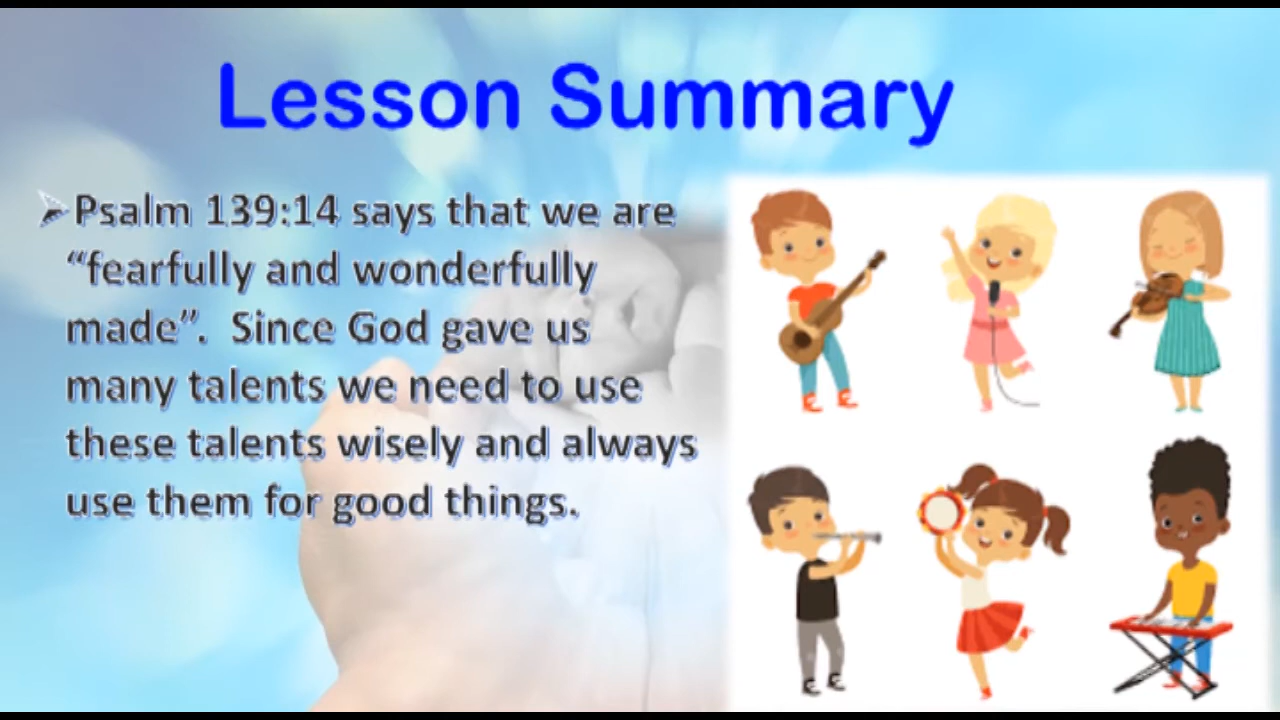 Lesson Summary
Psalm 139:14 says that we are
“fearfully and wonderfully
made”.  Since God gave us
many talents we need to use
these talents wisely and always
use them for good things.